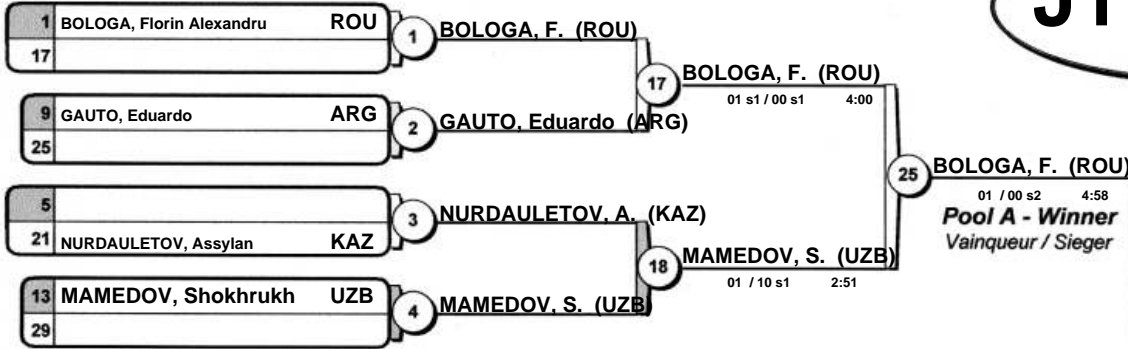 1 BOLOGA, Florin Alexandru ROU
17
1
BOLOGA, F. (ROU)
9 GAUTO, Eduardo ARG
25
2
GAUTO, Eduardo (ARG)
17
BOLOGA, F. (ROU)
01 s1 / 00 s1 4:00
5
21 NURDAULETOV, Assylan KAZ
3
NURDAULETOV, A. (KAZ)
13 MAMEDOV, Shokhrukh UZB
29
4
MAMEDOV, S. (UZB)
18
MAMEDOV, S. (UZB)
01 / 10 s1 2:51
25
BOLOGA, F. (ROU)
01 / 00 s2 4:58
Pool A - Winner
Vainqueur / Sieger